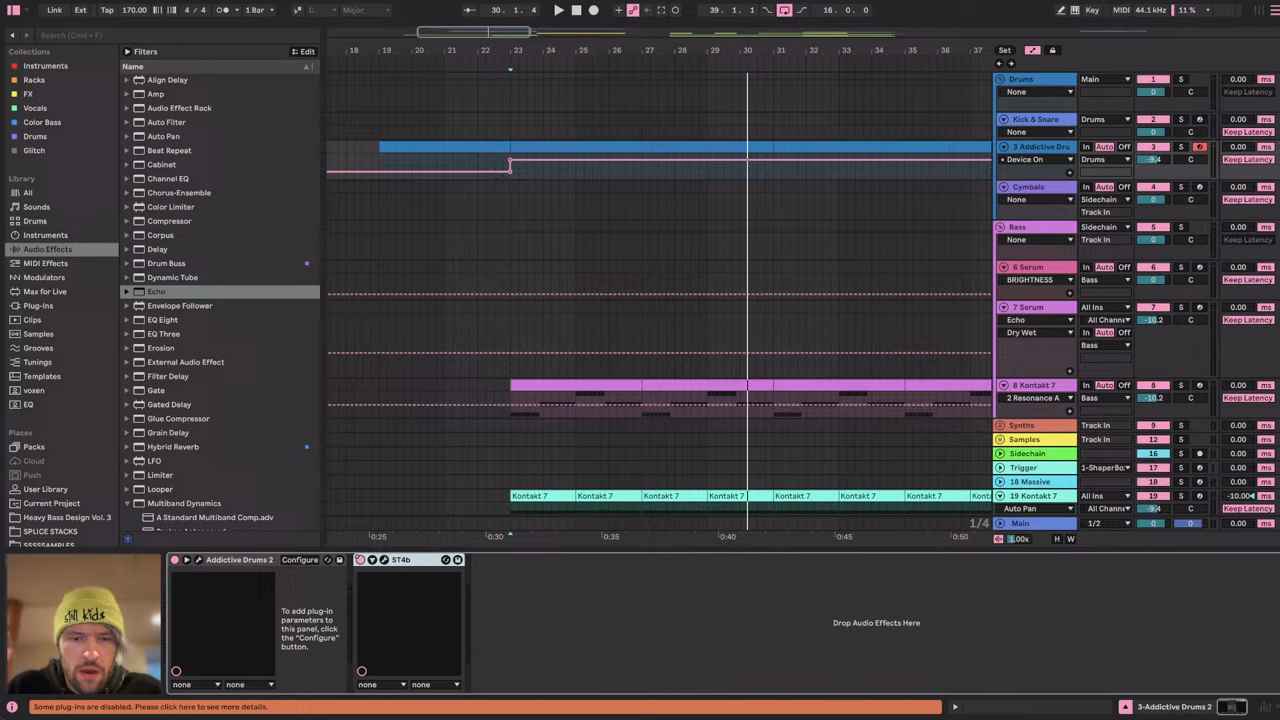 Link Ext Tap 170.00 4 / 4 1 Bar C Major 30. 1. 4 39. 1. 1 16. 0. 0 Key MIDI 44.1 kHz 11 %
Search (Cmd + F)
Collections
Instruments
Racks
FX
Vocals
Color Bass
Drums
Glitch
Library
All
Sounds
Drums
Instruments
Audio Effects
MIDI Effects
Modulators
Max for Live
Plug-Ins
Clips
Samples
Grooves
Tunings
Templates
voxen
EQ
Places
Packs
Cloud
Push
User Library
Current Project
Heavy Bass Design Vol. 3
SPLICE STACKS
Filters Edit
Name
Align Delay
Amp
Audio Effect Rack
Auto Filter
Auto Pan
Beat Repeat
Cabinet
Channel EQ
Chorus-Ensemble
Color Limiter
Compressor
Corpus
Delay
Drum Buss
Dynamic Tube
Echo
Envelope Follower
EQ Eight
EQ Three
Erosion
External Audio Effect
Filter Delay
Gate
Gated Delay
Glue Compressor
Grain Delay
Hybrid Reverb
LFO
Limiter
Looper
Multiband Dynamics
A Standard Multiband Comp.adv
18 19 20 21 22 23 24 25 26 27 28 29 30 31 32 33 34 35 36 37
Kontakt 7 Kontakt 7 Kontakt 7 Kontakt 7 Kontakt 7 Kontakt 7 Kontakt 7 Konta
1/4
0:25 0:30 0:35 0:40 0:45 0:50
Set
Drums Main 1 S 0.00 ms
None 0 C Keep Latency
Kick & Snare Drums 2 S 0.00 ms
None 0 C Keep Latency
3 Addictive Dru In Auto Off 3 S 0.00 ms
Device On Drums -9.4 C Keep Latency
Cymbals In Auto Off 4 S 0.00 ms
None Sidechain 0 C Keep Latency
Track In
Bass Sidechain 5 S 0.00 ms
None Track In 0 C Keep Latency
6 Serum In Auto Off 6 S 0.00 ms
BRIGHTNESS Bass 0 C Keep Latency
7 Serum All Ins 7 S 0.00 ms
Echo All Channe -10.2 C Keep Latency
Dry Wet In Auto Off
Bass
8 Kontakt 7 In Auto Off 8 S 0.00 ms
2 Resonance A Bass -10.2 C Keep Latency
Synths Track In 9 S 0.00 ms
Samples Track In 12 S 0.00 ms
Sidechain 16 S 0.00 ms
Trigger 1-ShaperBo: 17 S 0.00 ms
18 Massive 18 S 0.00 ms
19 Kontakt 7 All Ins 19 S -10.00 ms
Auto Pan All Channe -9.4 C Keep Latency
Main 1/2 0 0 0.00 ms
1.00x H W
Addictive Drums 2 Configure
To add plug-in
parameters to
this panel, click
the "Configure"
button.
none none
ST4b
none none
Drop Audio Effects Here
still kids
Some plug-ins are disabled. Please click here to see more details.
3-Addictive Drums 2